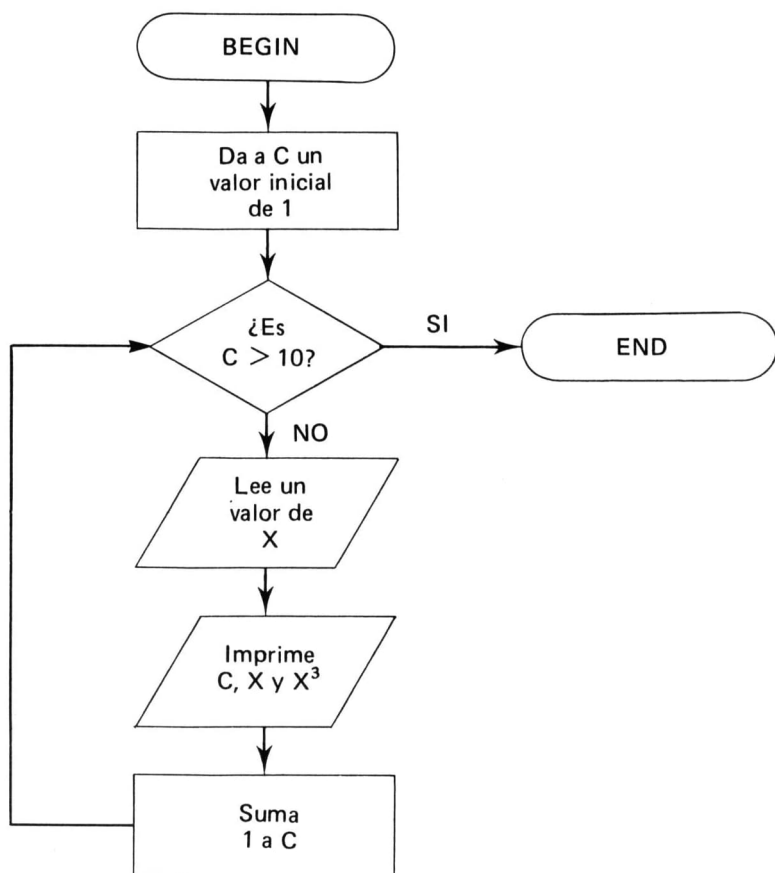 BEGIN
Da a C un
valor inicial
de 1
¿Es
C > 10?
SI
END
NO
Lee un
valor de
X
Imprime
C, X y X³
Suma
1 a C